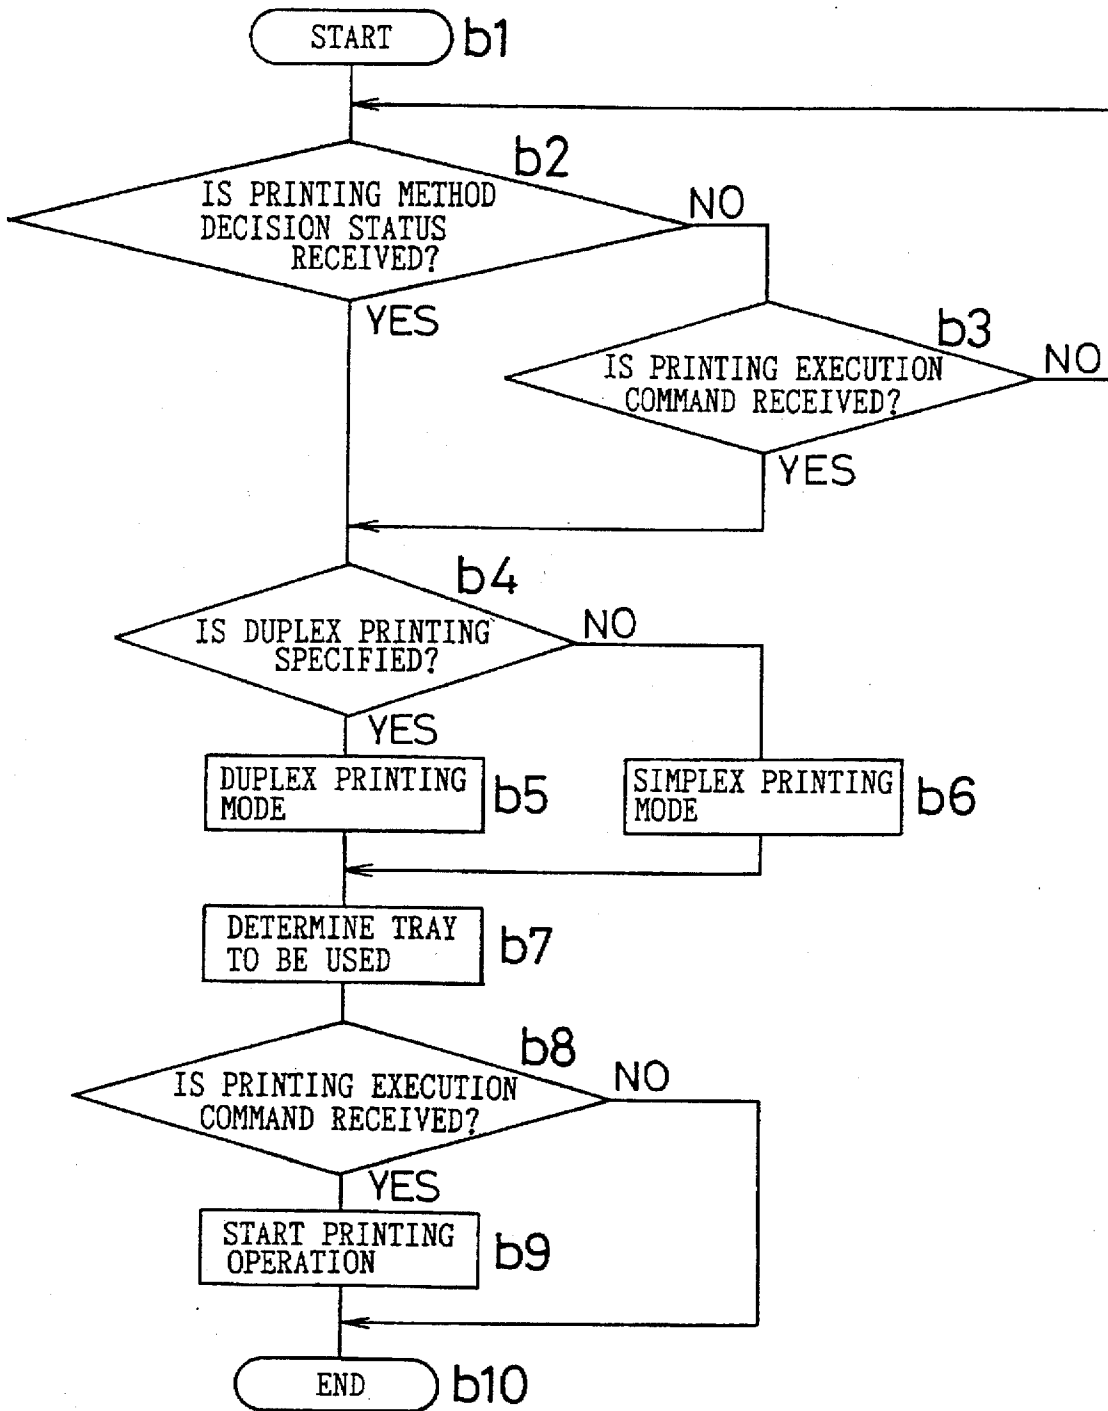 START
b1
b2
IS PRINTING METHOD
DECISION STATUS
RECEIVED?
NO
YES
b3
IS PRINTING EXECUTION
COMMAND RECEIVED?
NO
YES
b4
IS DUPLEX PRINTING
SPECIFIED?
NO
YES
DUPLEX PRINTING
MODE
b5
SIMPLEX PRINTING
MODE
b6
DETERMINE TRAY
TO BE USED
b7
b8
IS PRINTING EXECUTION
COMMAND RECEIVED?
NO
YES
START PRINTING
OPERATION
b9
END
b10